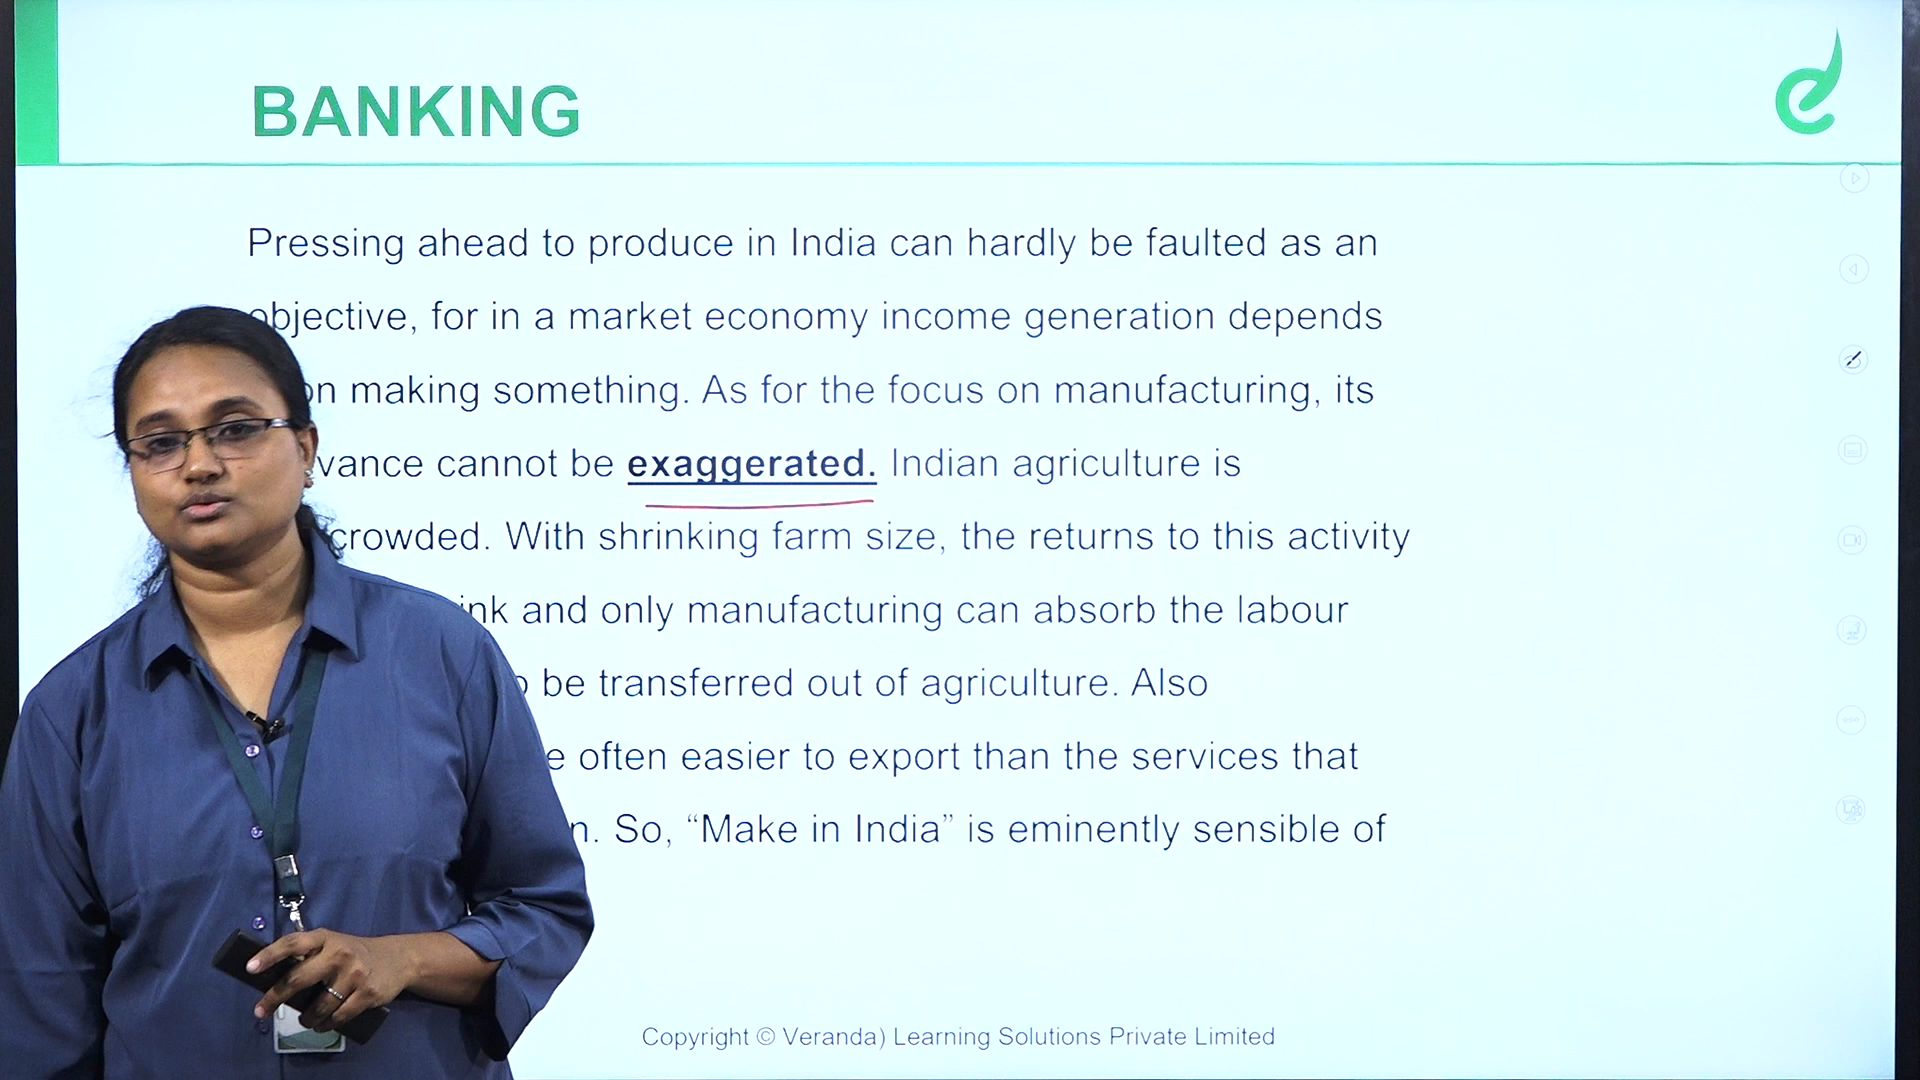 BANKING
Pressing ahead to produce in India can hardly be faulted as an
objective, for in a market economy income generation depends
making something. As for the focus on manufacturing, its
cannot be exaggerated. Indian agriculture is
With shrinking farm size, the returns to this activity
and only manufacturing can absorb the labour
be transferred out of agriculture. Also
often easier to export than the services that
So, “Make in India” is eminently sensible of
Copyright © Veranda) Learning Solutions Private Limited